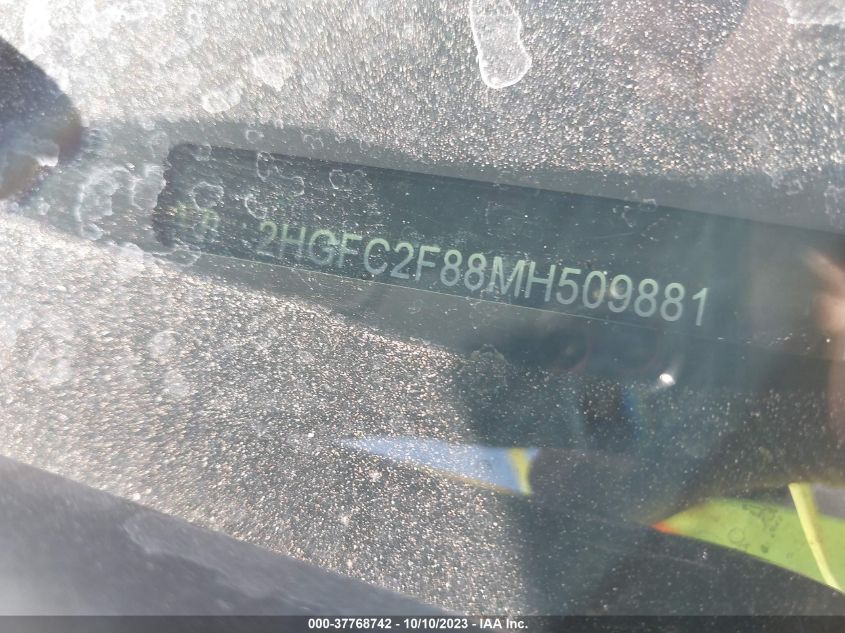 2HGFC2F88MH509881
000-37768742 - 10/10/2023 - IAA Inc.